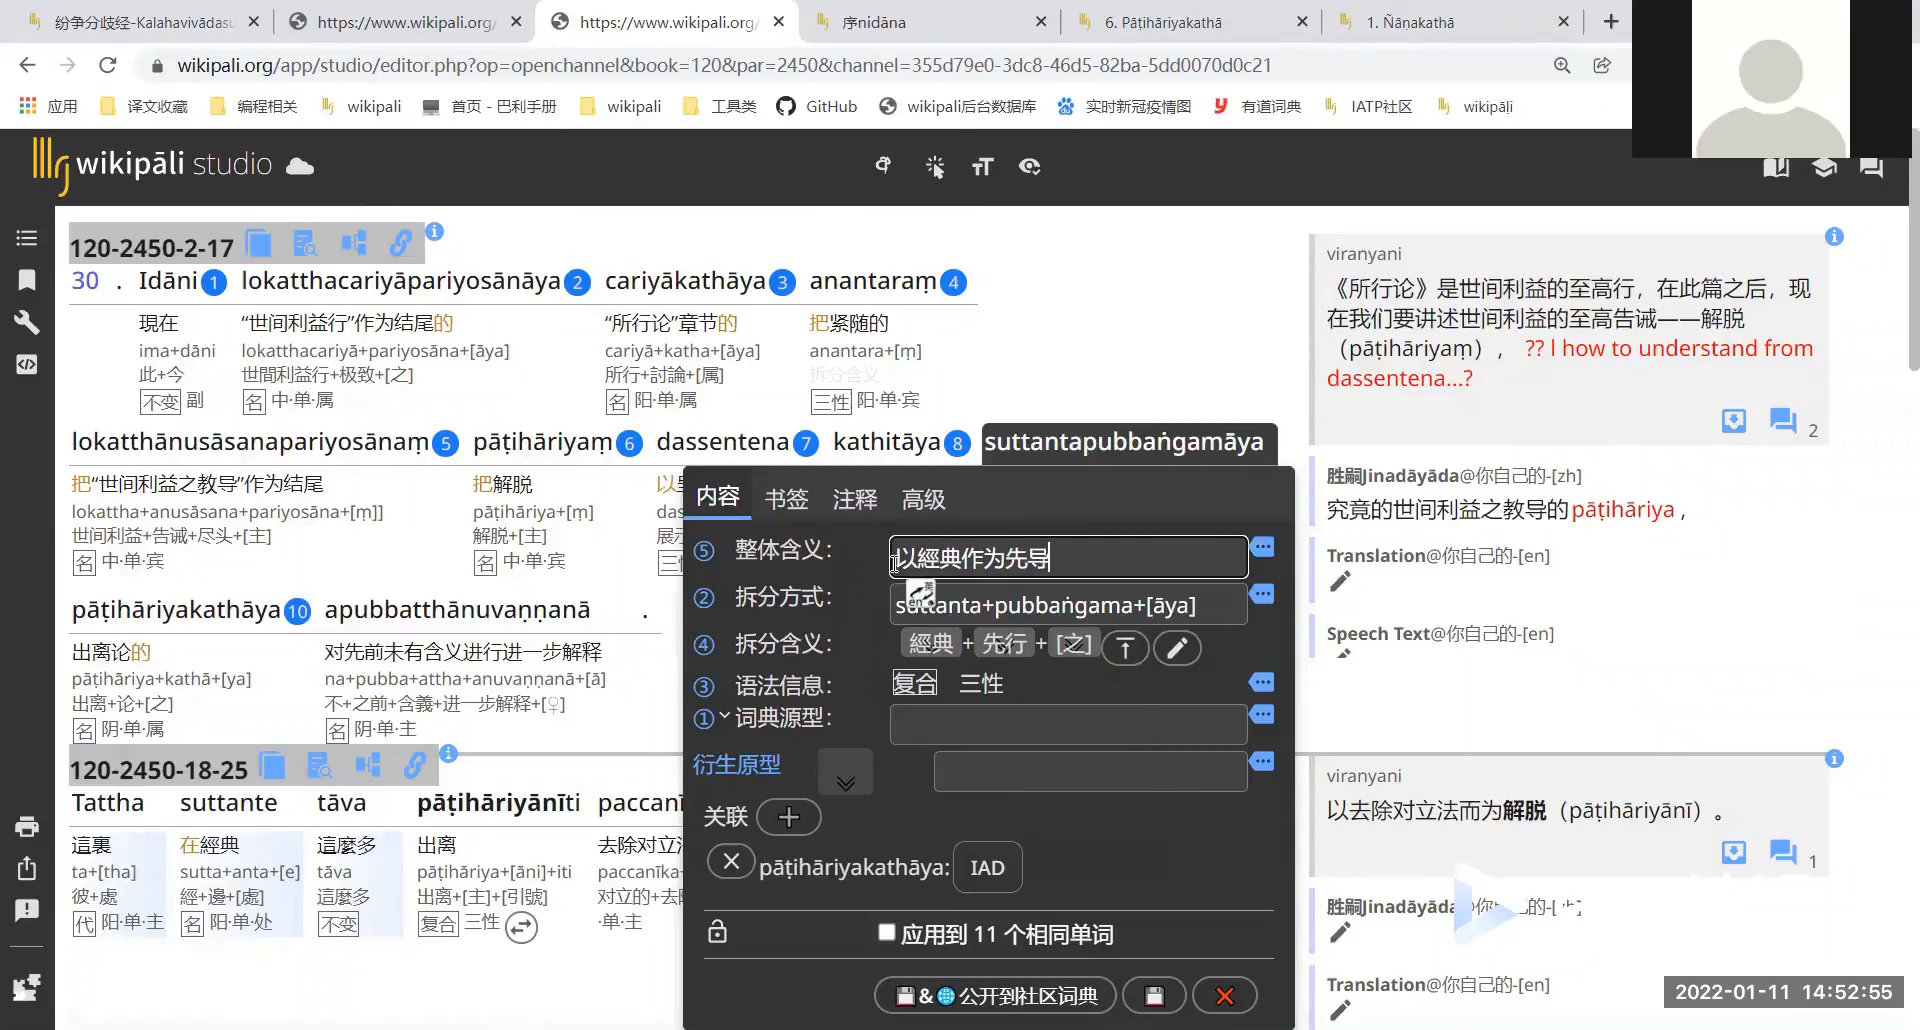 纷争分歧经-Kalahavivādasu
https://www.wikipali.org/
https://www.wikipali.org/
序nidāna
6. Pāṭihāriyakathā
1. Ñāṇakathā
wikipali.org/app/studio/editor.php?op=openchannel&book=120&par=2450&channel=355d79e0-3dc8-46d5-82ba-5dd0070d0c21
应用 译文收藏 编程相关 wikipali 首页 - 巴利手册 wikipali 工具类 GitHub wikipali后台数据库 实时新冠疫情图 有道词典 IATP社区 wikipāḷi
wikipāli studio
120-2450-2-17
30 . Idāni 1 lokatthacariyāpariyosānāya 2 cariyākathāya 3 anantaraṃ 4
现在 “世间利益行”作为结尾的 “所行论”章节的 把紧随的
ima+dāni lokatthacariyā+pariyosāna+[āya] cariyā+katha+[āya] anantara+[ṃ]
此+今 世間利益行+极致+[之] 所行+討論+[属] 拆分含义
不变 副 名 中·单·属 名 阳·单·属 三性 阳·单·宾
lokatthānusāsanapariyosānaṃ 5 pāṭihāriyaṃ 6 dassentena 7 kathitāya 8 suttantapubbaṅgamāya
把“世间利益之教导”作为结尾 把解脱
lokattha+anusāsana+pariyosāna+[ṃ]] pāṭihāriya+[ṃ]
世间利益+告诫+尽头+[主] 解脱+[主]
名 中·单·宾 名 中·单·宾
pāṭihāriyakathāya 10 apubbatthānuvaṇṇanā .
出离论的 对先前未有含义进行进一步解释
pāṭihāriya+kathā+[ya] na+pubba+attha+anuvaṇṇanā+[ā]
出离+论+[之] 不+之前+含義+进一步解释+[♀]
名 阴·单·属 名 阴·单·主
120-2450-18-25
Tattha suttante tāva pāṭihāriyānīti paccanī
這裏 在經典 這麼多 出离 去除对立
ta+[tha] sutta+anta+[e] tāva pāṭihāriya+[āni]+iti paccanīka+
彼+處 經+邊+[處] 這麼多 出离+[主]+[引號] 对立的+去
代 阳·单·主 名 阳·单·处 不变 复合 三性 ·单·主
内容 书签 注释 高级
⑤ 整体含义: 以經典作为先导
② 拆分方式: suttanta+pubbaṅgama+[āya]
④ 拆分含义: 經典 + 先行 + [之]
③ 语法信息: 复合 三性
① 词典源型:
衍生原型
关联
pāṭihāriyakathāya: IAD
应用到 11 个相同单词
& 公开到社区词典
viranyani
《所行论》是世间利益的至高行，在此篇之后，现
在我们要讲述世间利益的至高告诫——解脱
（pāṭihāriyaṃ）， ?? l how to understand from
dassentena...?
2
胜嗣Jinadāyāda@你自己的-[zh]
究竟的世间利益之教导的pāṭihāriya ,
Translation@你自己的-[en]
Speech Text@你自己的-[en]
viranyani
以去除对立法而为解脱（pāṭihāriyānī）。
1
Translation@你自己的-[en]
2022-01-11 14:52:55